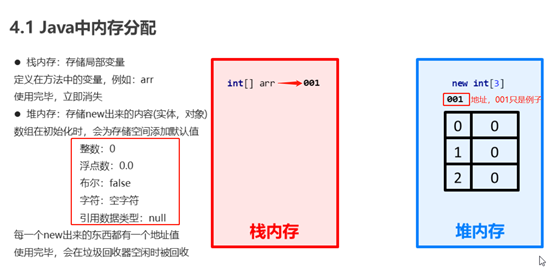 4.1 Java中内存分配
● 栈内存：存储局部变量
定义在方法中的变量，例如：arr
使用完毕，立即消失
● 堆内存：存储new出来的内容(实体，对象)
数组在初始化时，会为存储空间添加默认值
整数：0
浮点数：0.0
布尔：false
字符：空字符
引用数据类型：null
每一个new出来的东西都有一个地址值
使用完毕，会在垃圾回收器空闲时被回收
int[] arr 001
栈内存
new int[3]
001 地址，001只是例子
0 0
1 0
2 0
堆内存